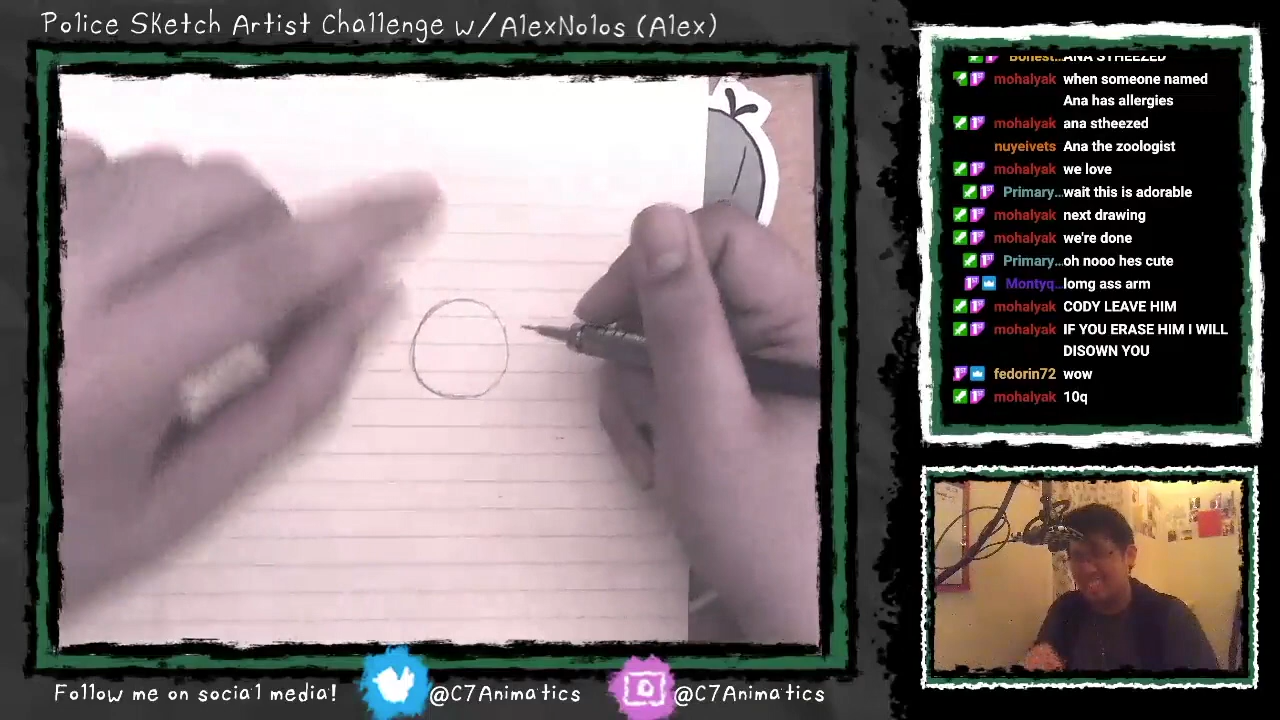 Police Sketch Artist Challenge w/AlexNolos (Alex)
Bonest… ANA STHEEZED
mohalyak when someone named
Ana has allergies
mohalyak ana stheezed
nuyeivets Ana the zoologist
mohalyak we love
Primary… wait this is adorable
mohalyak next drawing
mohalyak we're done
Primary… oh nooo hes cute
Montyq… lomg ass arm
mohalyak CODY LEAVE HIM
mohalyak IF YOU ERASE HIM I WILL
DISOWN YOU
fedorin72 wow
mohalyak 10q
Follow me on social media! @C7Animatics @C7Animatics